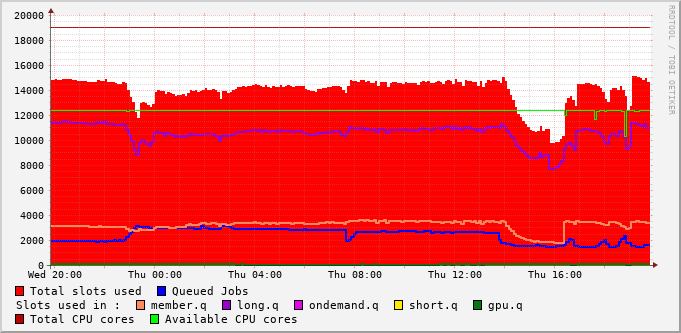 20000
18000
16000
14000
12000
10000
8000
6000
4000
2000
0
Wed 20:00 Thu 00:00 Thu 04:00 Thu 08:00 Thu 12:00 Thu 16:00
RRDTOOL / TOBI OETIKER
Total slots used Queued Jobs
Slots used in : member.q long.q ondemand.q short.q gpu.q
Total CPU cores Available CPU cores